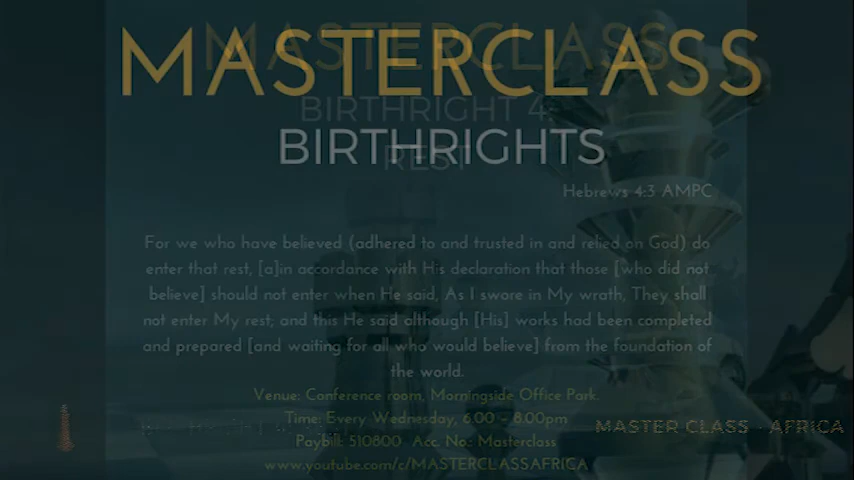 MASTERCLASS
MASTERCLASS
BIRTHRIGHT 4
BIRTHRIGHTS
REST
Hebrews 4:3 AMPC
For we who have believed (adhered to and trusted in and relied on God) do
enter that rest, [a]in accordance with His declaration that those [who did not
believe] should not enter when He said, As I swore in My wrath, They shall
not enter My rest; and this He said although [His] works had been completed
and prepared [and waiting for all who would believe] from the foundation of
the world.
Venue: Conference room, Morningside Office Park.
Time: Every Wednesday, 6.00 - 8.00pm
Paybill: 510800 Acc. No.: Masterclass
www.youtube.com/c/MASTERCLASSAFRICA
MASTER CLASS - AFRICA